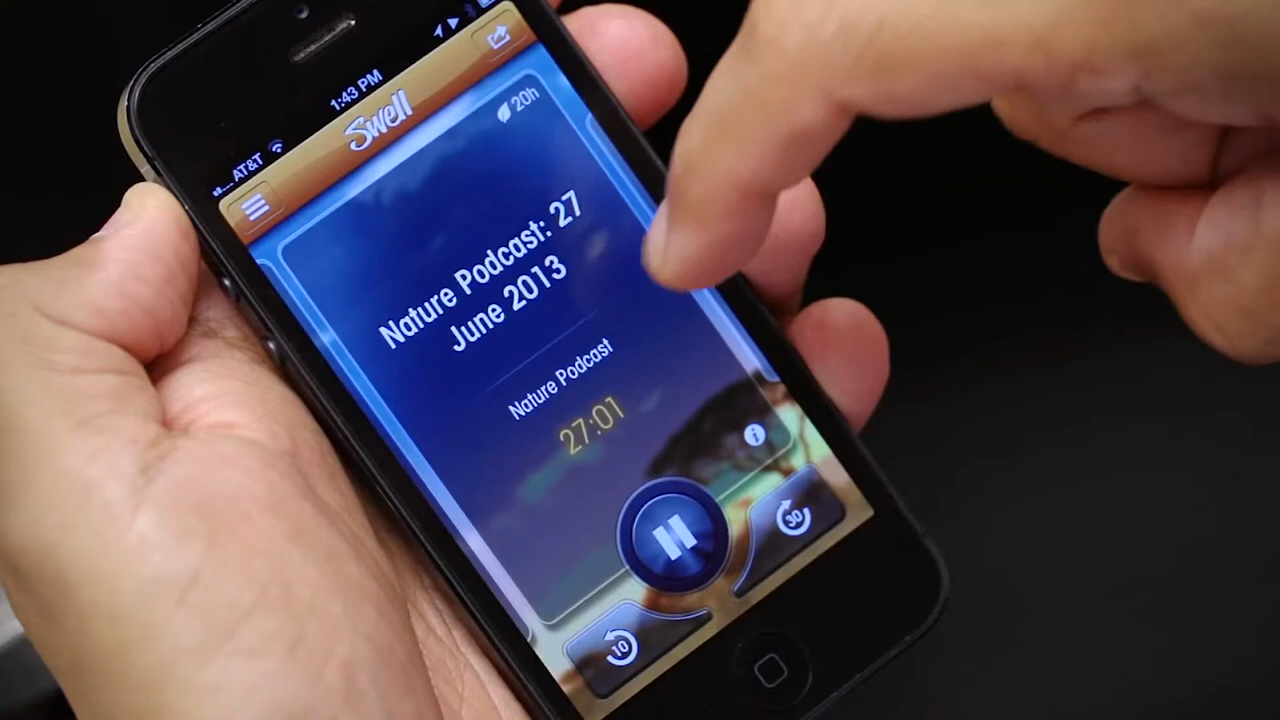 AT&T
1:43 PM
Swell
20h
Nature Podcast: 27
June 2013
Nature Podcast
27:01
i
30
10